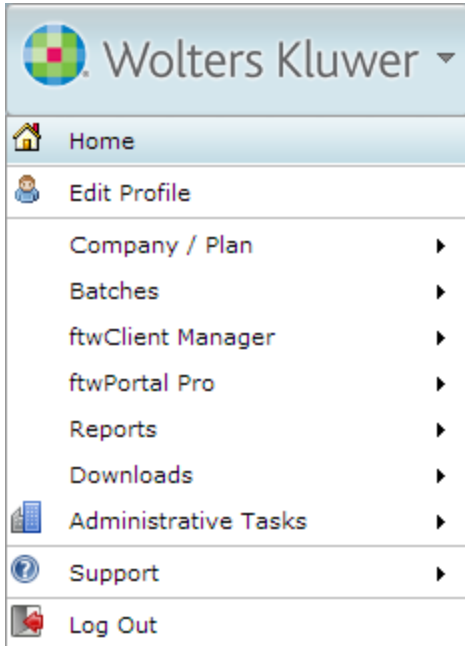 Wolters Kluwer
Home
Edit Profile
Company / Plan
Batches
ftwClient Manager
ftwPortal Pro
Reports
Downloads
Administrative Tasks
Support
Log Out